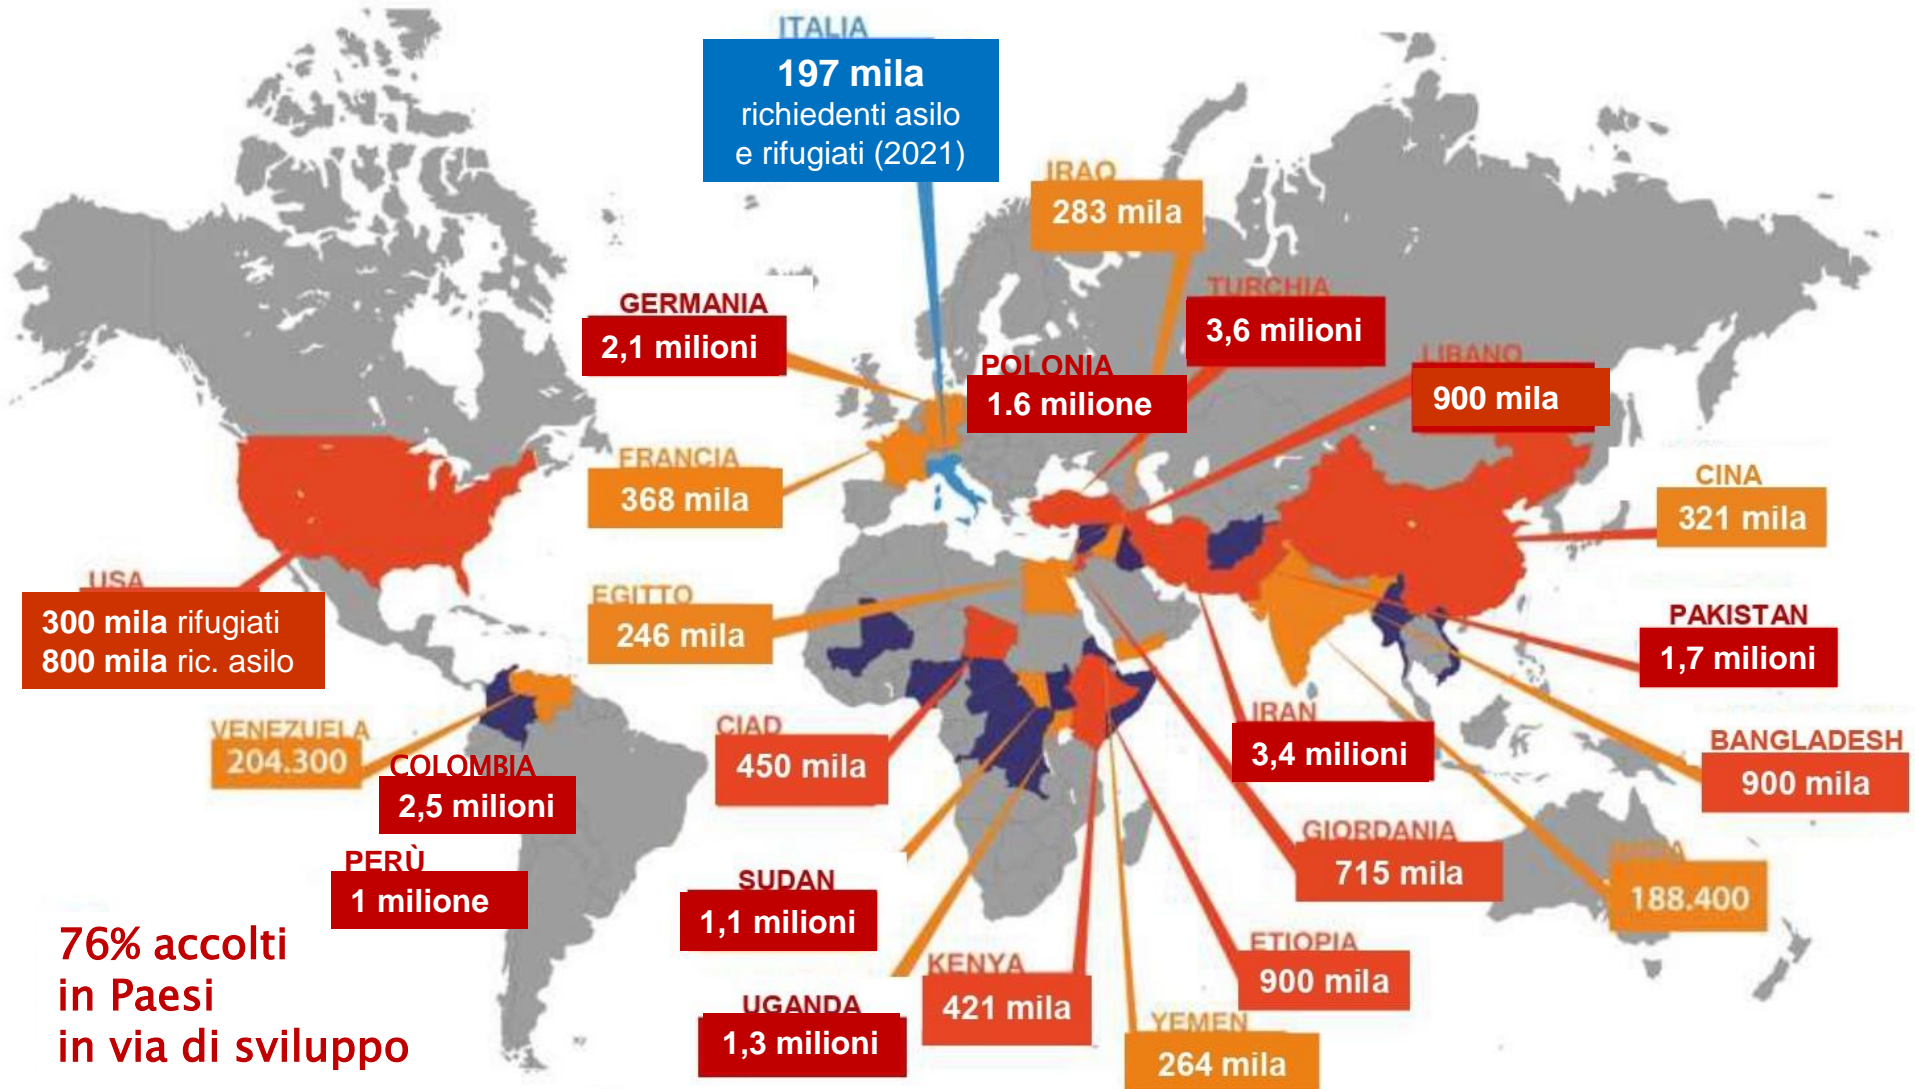 ITALIA
197 mila
richiedenti asilo
e rifugiati (2021)
IRAQ
283 mila
GERMANIA
2,1 milioni
TURCHIA
3,6 milioni
POLONIA
1.6 milione
LIBANO
900 mila
FRANCIA
368 mila
CINA
321 mila
USA
300 mila rifugiati
800 mila ric. asilo
EGITTO
246 mila
PAKISTAN
1,7 milioni
VENEZUELA
204.300
COLOMBIA
2,5 milioni
CIAD
450 mila
IRAN
3,4 milioni
BANGLADESH
900 mila
PERÙ
1 milione
GIORDANIA
715 mila
188.400
SUDAN
1,1 milioni
ETIOPIA
900 mila
KENYA
421 mila
UGANDA
1,3 milioni
YEMEN
264 mila
76% accolti
in Paesi
in via di sviluppo